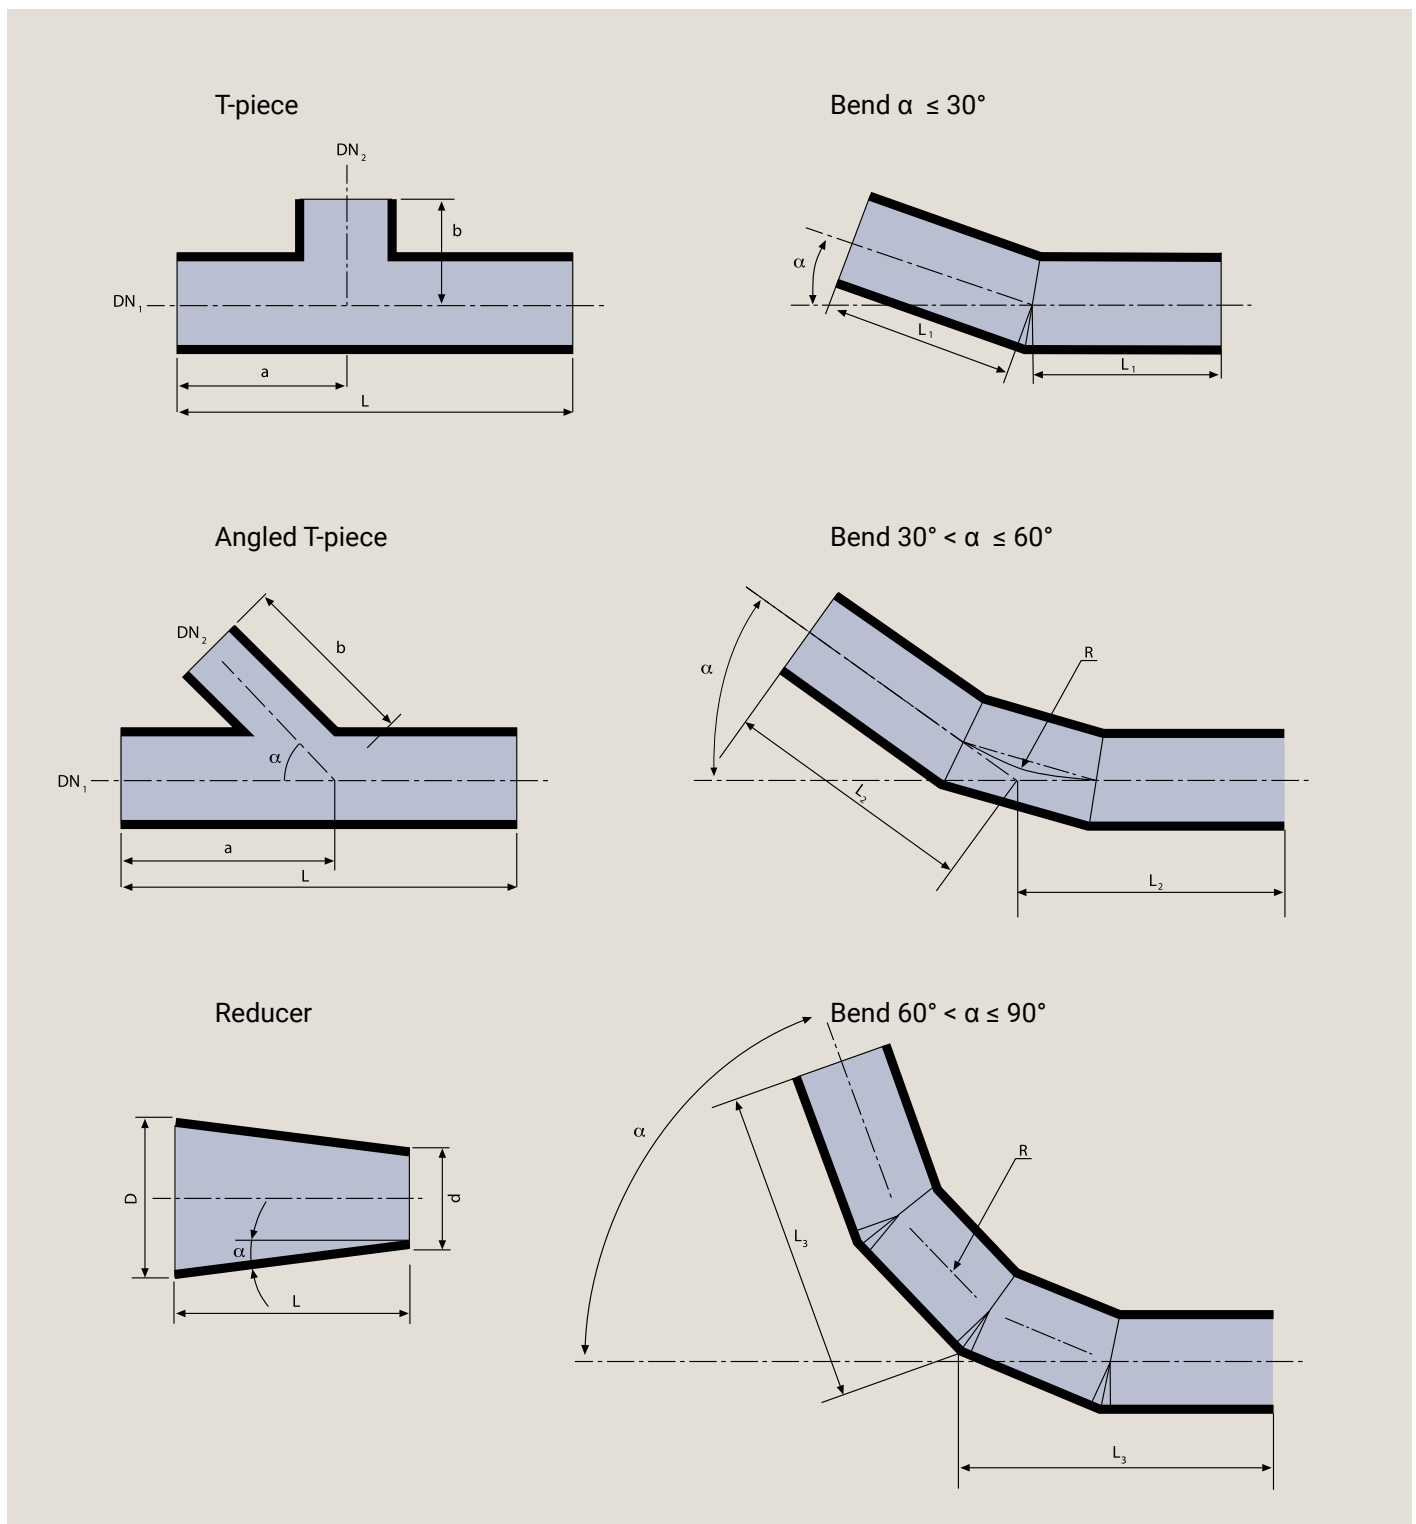 T-piece
DN2
b
DN1
a
L
Bend α ≤ 30°
α
L1
L1
Angled T-piece
DN2
b
α
DN1
a
L
Bend 30° < α ≤ 60°
R
α
L2
L2
Reducer
D
d
α
L
Bend 60° < α ≤ 90°
α
R
L3
L3